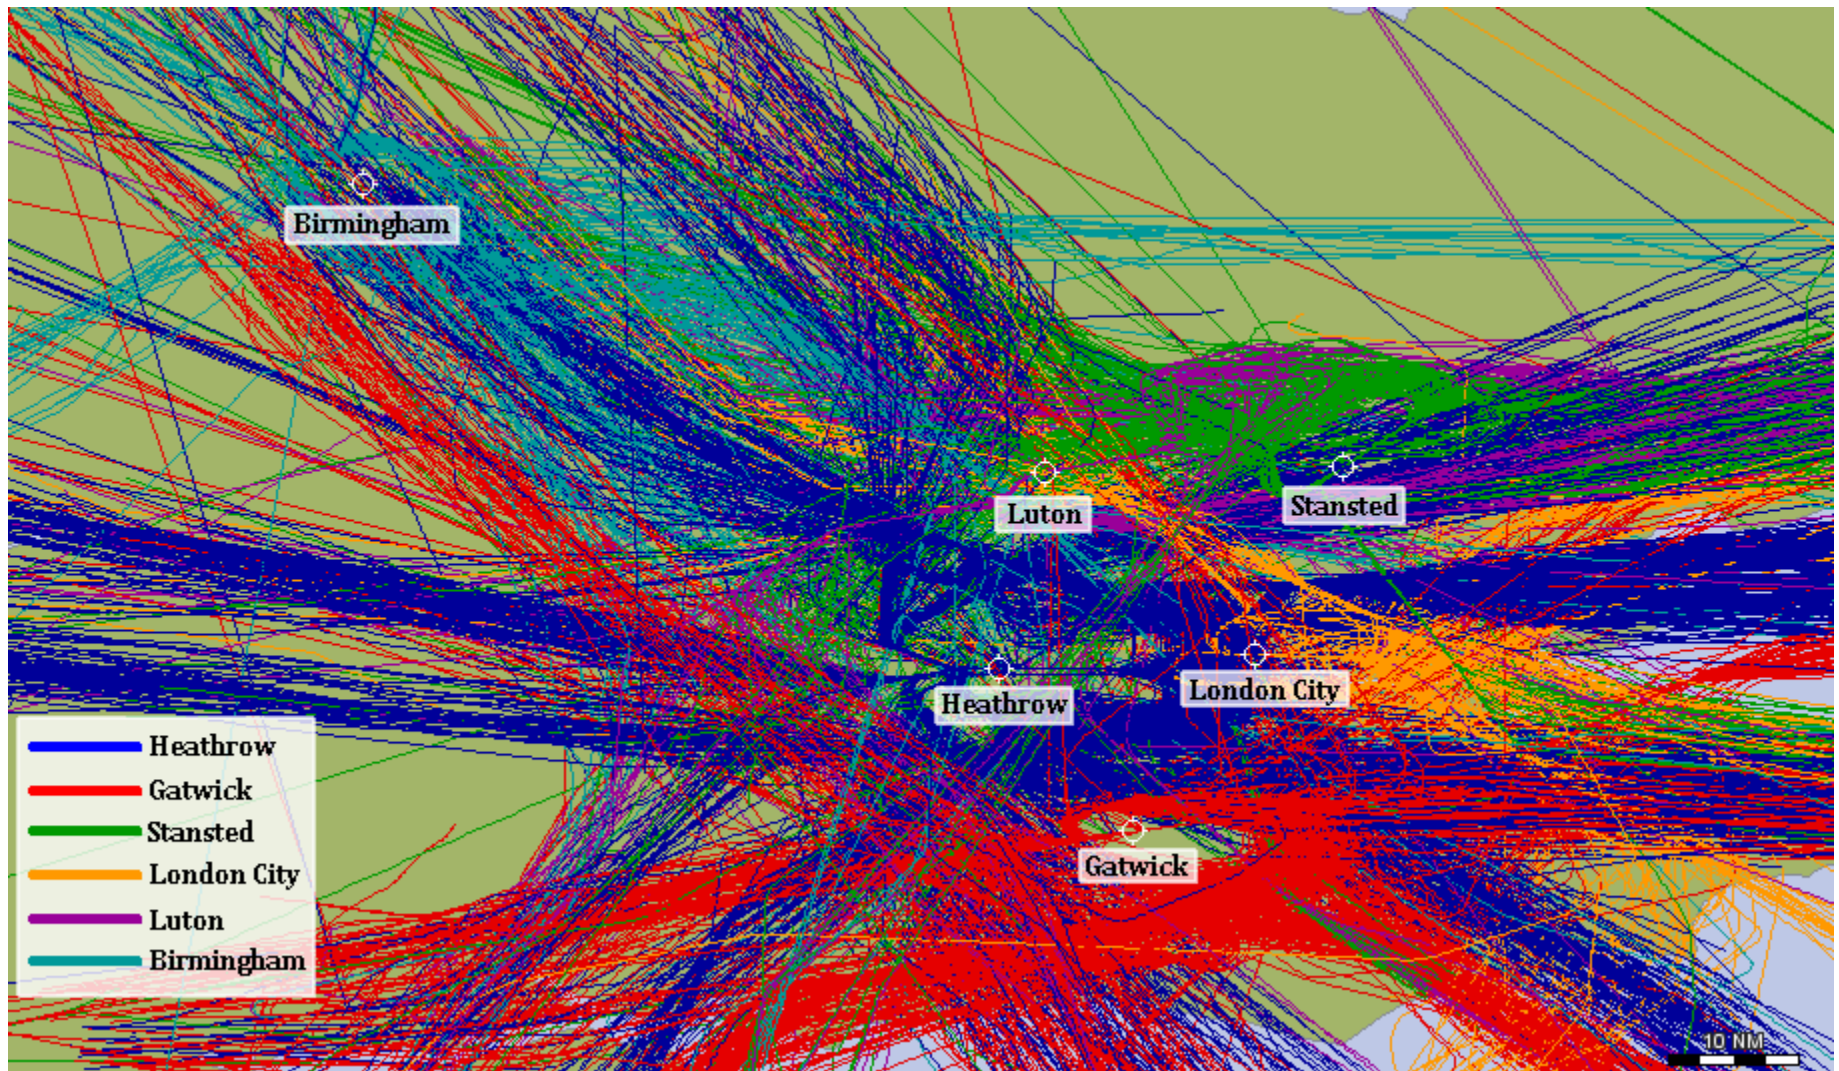 Birmingham
Luton
Stansted
Heathrow
London City
Gatwick
Heathrow
Gatwick
Stansted
London City
Luton
Birmingham
10 NM